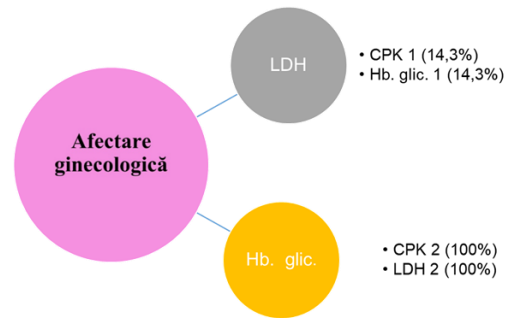 Afectare
ginecologică
LDH
• CPK 1 (14,3%)
• Hb. glic. 1 (14,3%)
Hb. glic.
• CPK 2 (100%)
• LDH 2 (100%)